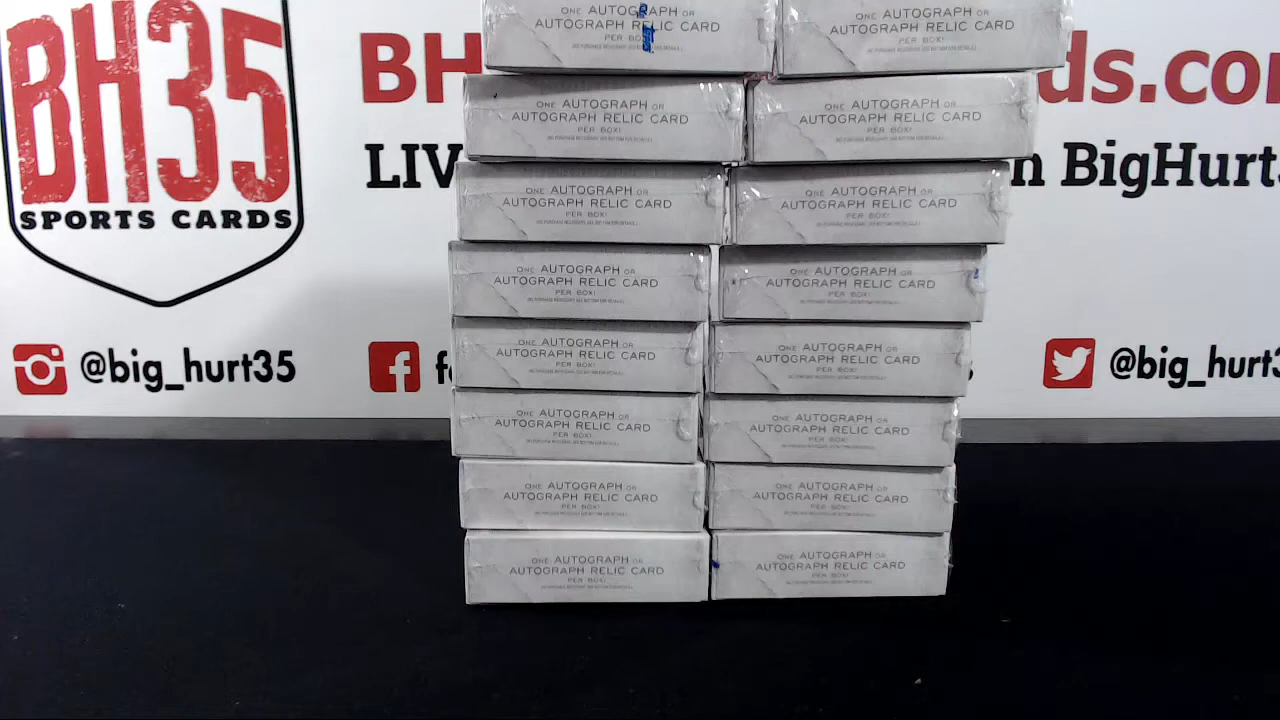 BH35
SPORTS CARDS
BH
ds.co
LIV
n BigHurt
@big_hurt35
f
@big_hurt3
ONE AUTOGRAPH OR
AUTOGRAPH RELIC CARD
PER BOX!
ONE AUTOGRAPH OR
AUTOGRAPH RELIC CARD
PER BOX!
ONE AUTOGRAPH OR
AUTOGRAPH RELIC CARD
PER BOX!
ONE AUTOGRAPH OR
AUTOGRAPH RELIC CARD
PER BOX!
ONE AUTOGRAPH OR
AUTOGRAPH RELIC CARD
PER BOX!
ONE AUTOGRAPH OR
AUTOGRAPH RELIC CARD
PER BOX!
ONE AUTOGRAPH OR
AUTOGRAPH RELIC CARD
PER BOX!
ONE AUTOGRAPH OR
AUTOGRAPH RELIC CARD
PER BOX!
ONE AUTOGRAPH OR
AUTOGRAPH RELIC CARD
PER BOX!
ONE AUTOGRAPH OR
AUTOGRAPH RELIC CARD
PER BOX!
ONE AUTOGRAPH OR
AUTOGRAPH RELIC CARD
PER BOX!
ONE AUTOGRAPH OR
AUTOGRAPH RELIC CARD
PER BOX!
ONE AUTOGRAPH OR
AUTOGRAPH RELIC CARD
PER BOX!
ONE AUTOGRAPH OR
AUTOGRAPH RELIC CARD
PER BOX!
ONE AUTOGRAPH OR
AUTOGRAPH RELIC CARD
PER BOX!
ONE AUTOGRAPH OR
AUTOGRAPH RELIC CARD
PER BOX!